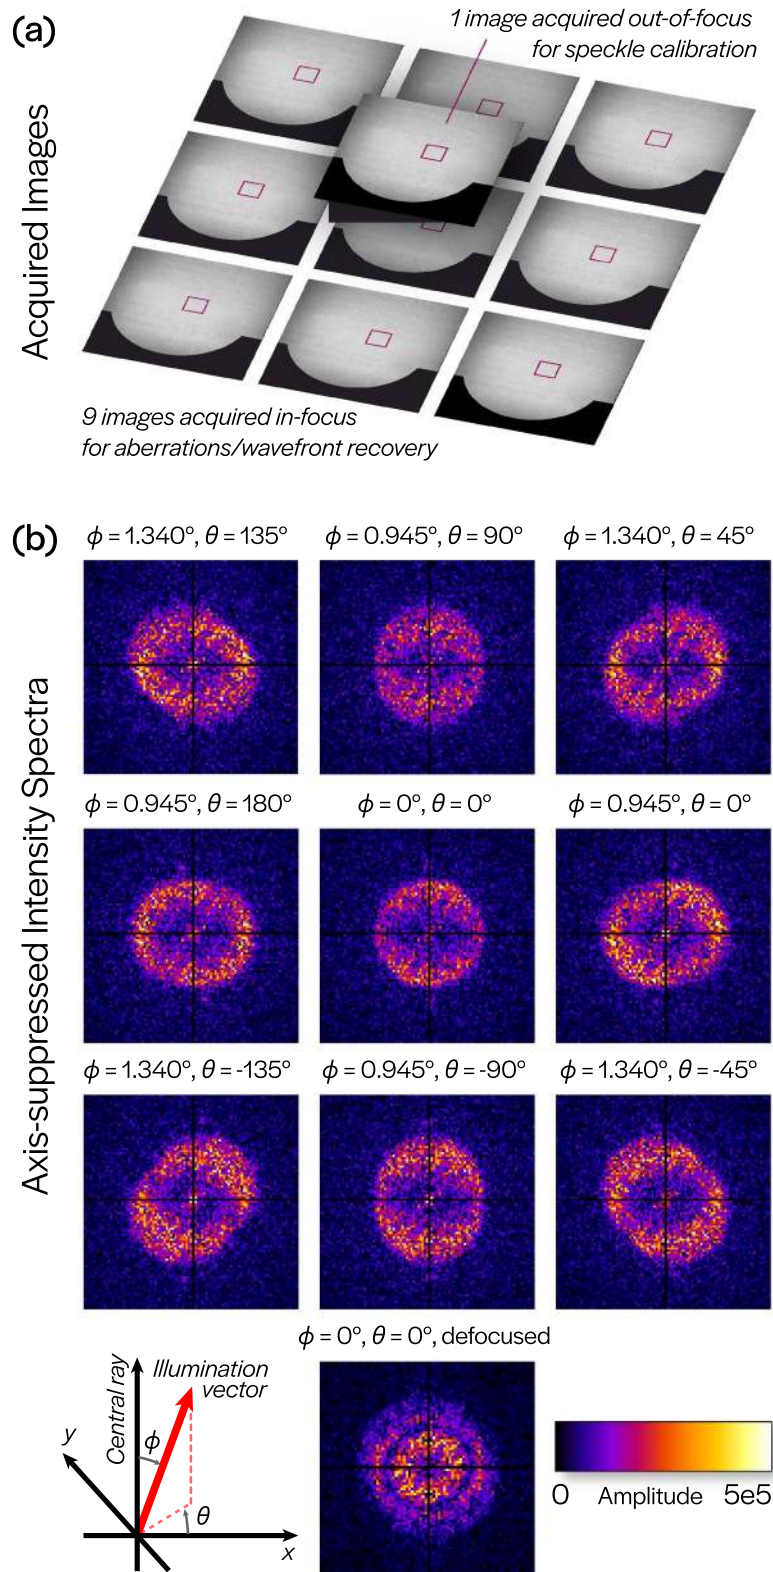 (a)
1 image acquired out-of-focus
for speckle calibration
Acquired Images
9 images acquired in-focus
for aberrations/wavefront recovery
(b)
ϕ = 1.340°, θ = 135°
ϕ = 0.945°, θ = 90°
ϕ = 1.340°, θ = 45°
Axis-suppressed Intensity Spectra
ϕ = 0.945°, θ = 180°
ϕ = 0°, θ = 0°
ϕ = 0.945°, θ = 0°
ϕ = 1.340°, θ = -135°
ϕ = 0.945°, θ = -90°
ϕ = 1.340°, θ = -45°
ϕ = 0°, θ = 0°, defocused
Central ray
Illumination
vector
y
ϕ
θ
x
0 Amplitude 5e5